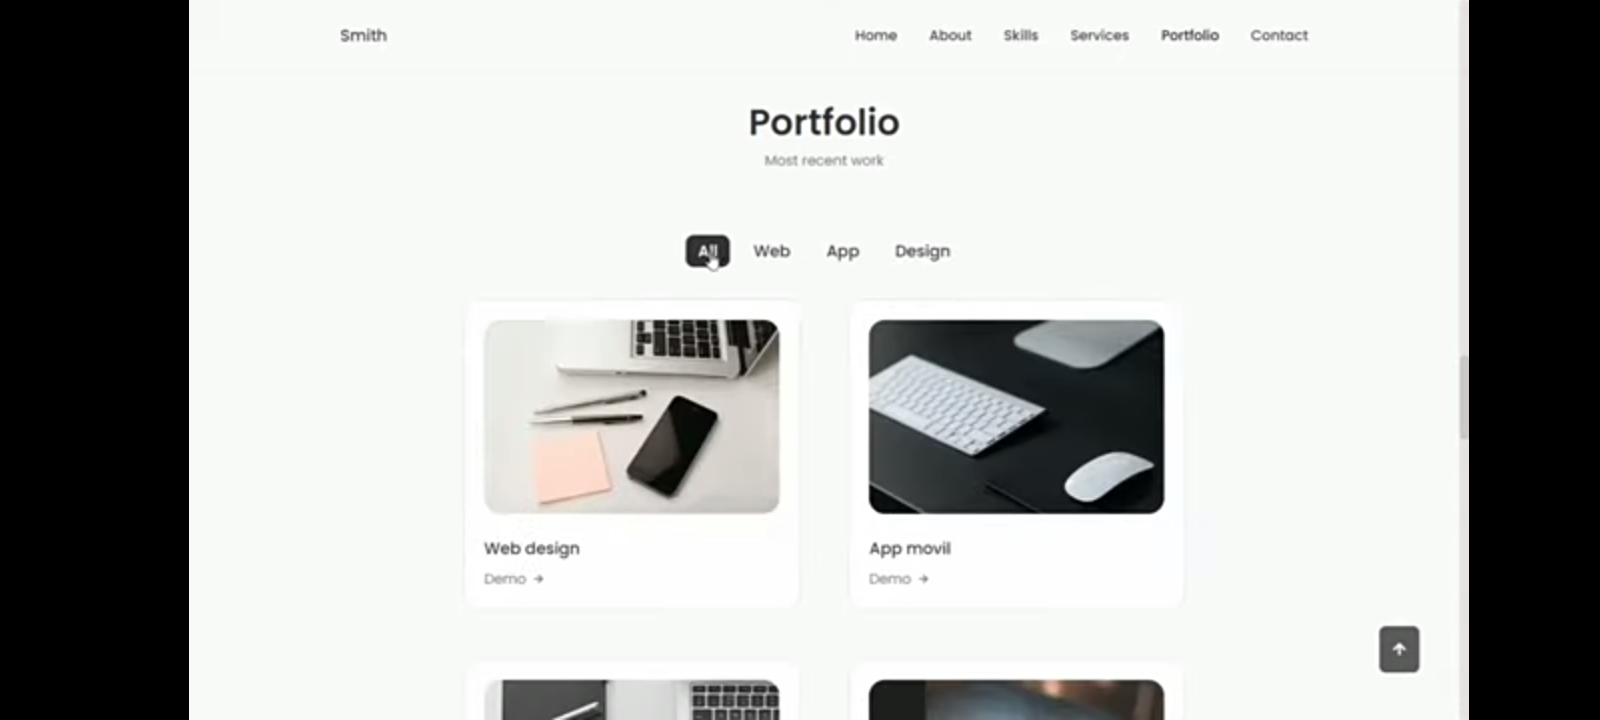 Smith Home About Skills Services Portfolio Contact
Portfolio
Most recent work
All Web App Design
Web design App movil
Demo → Demo →